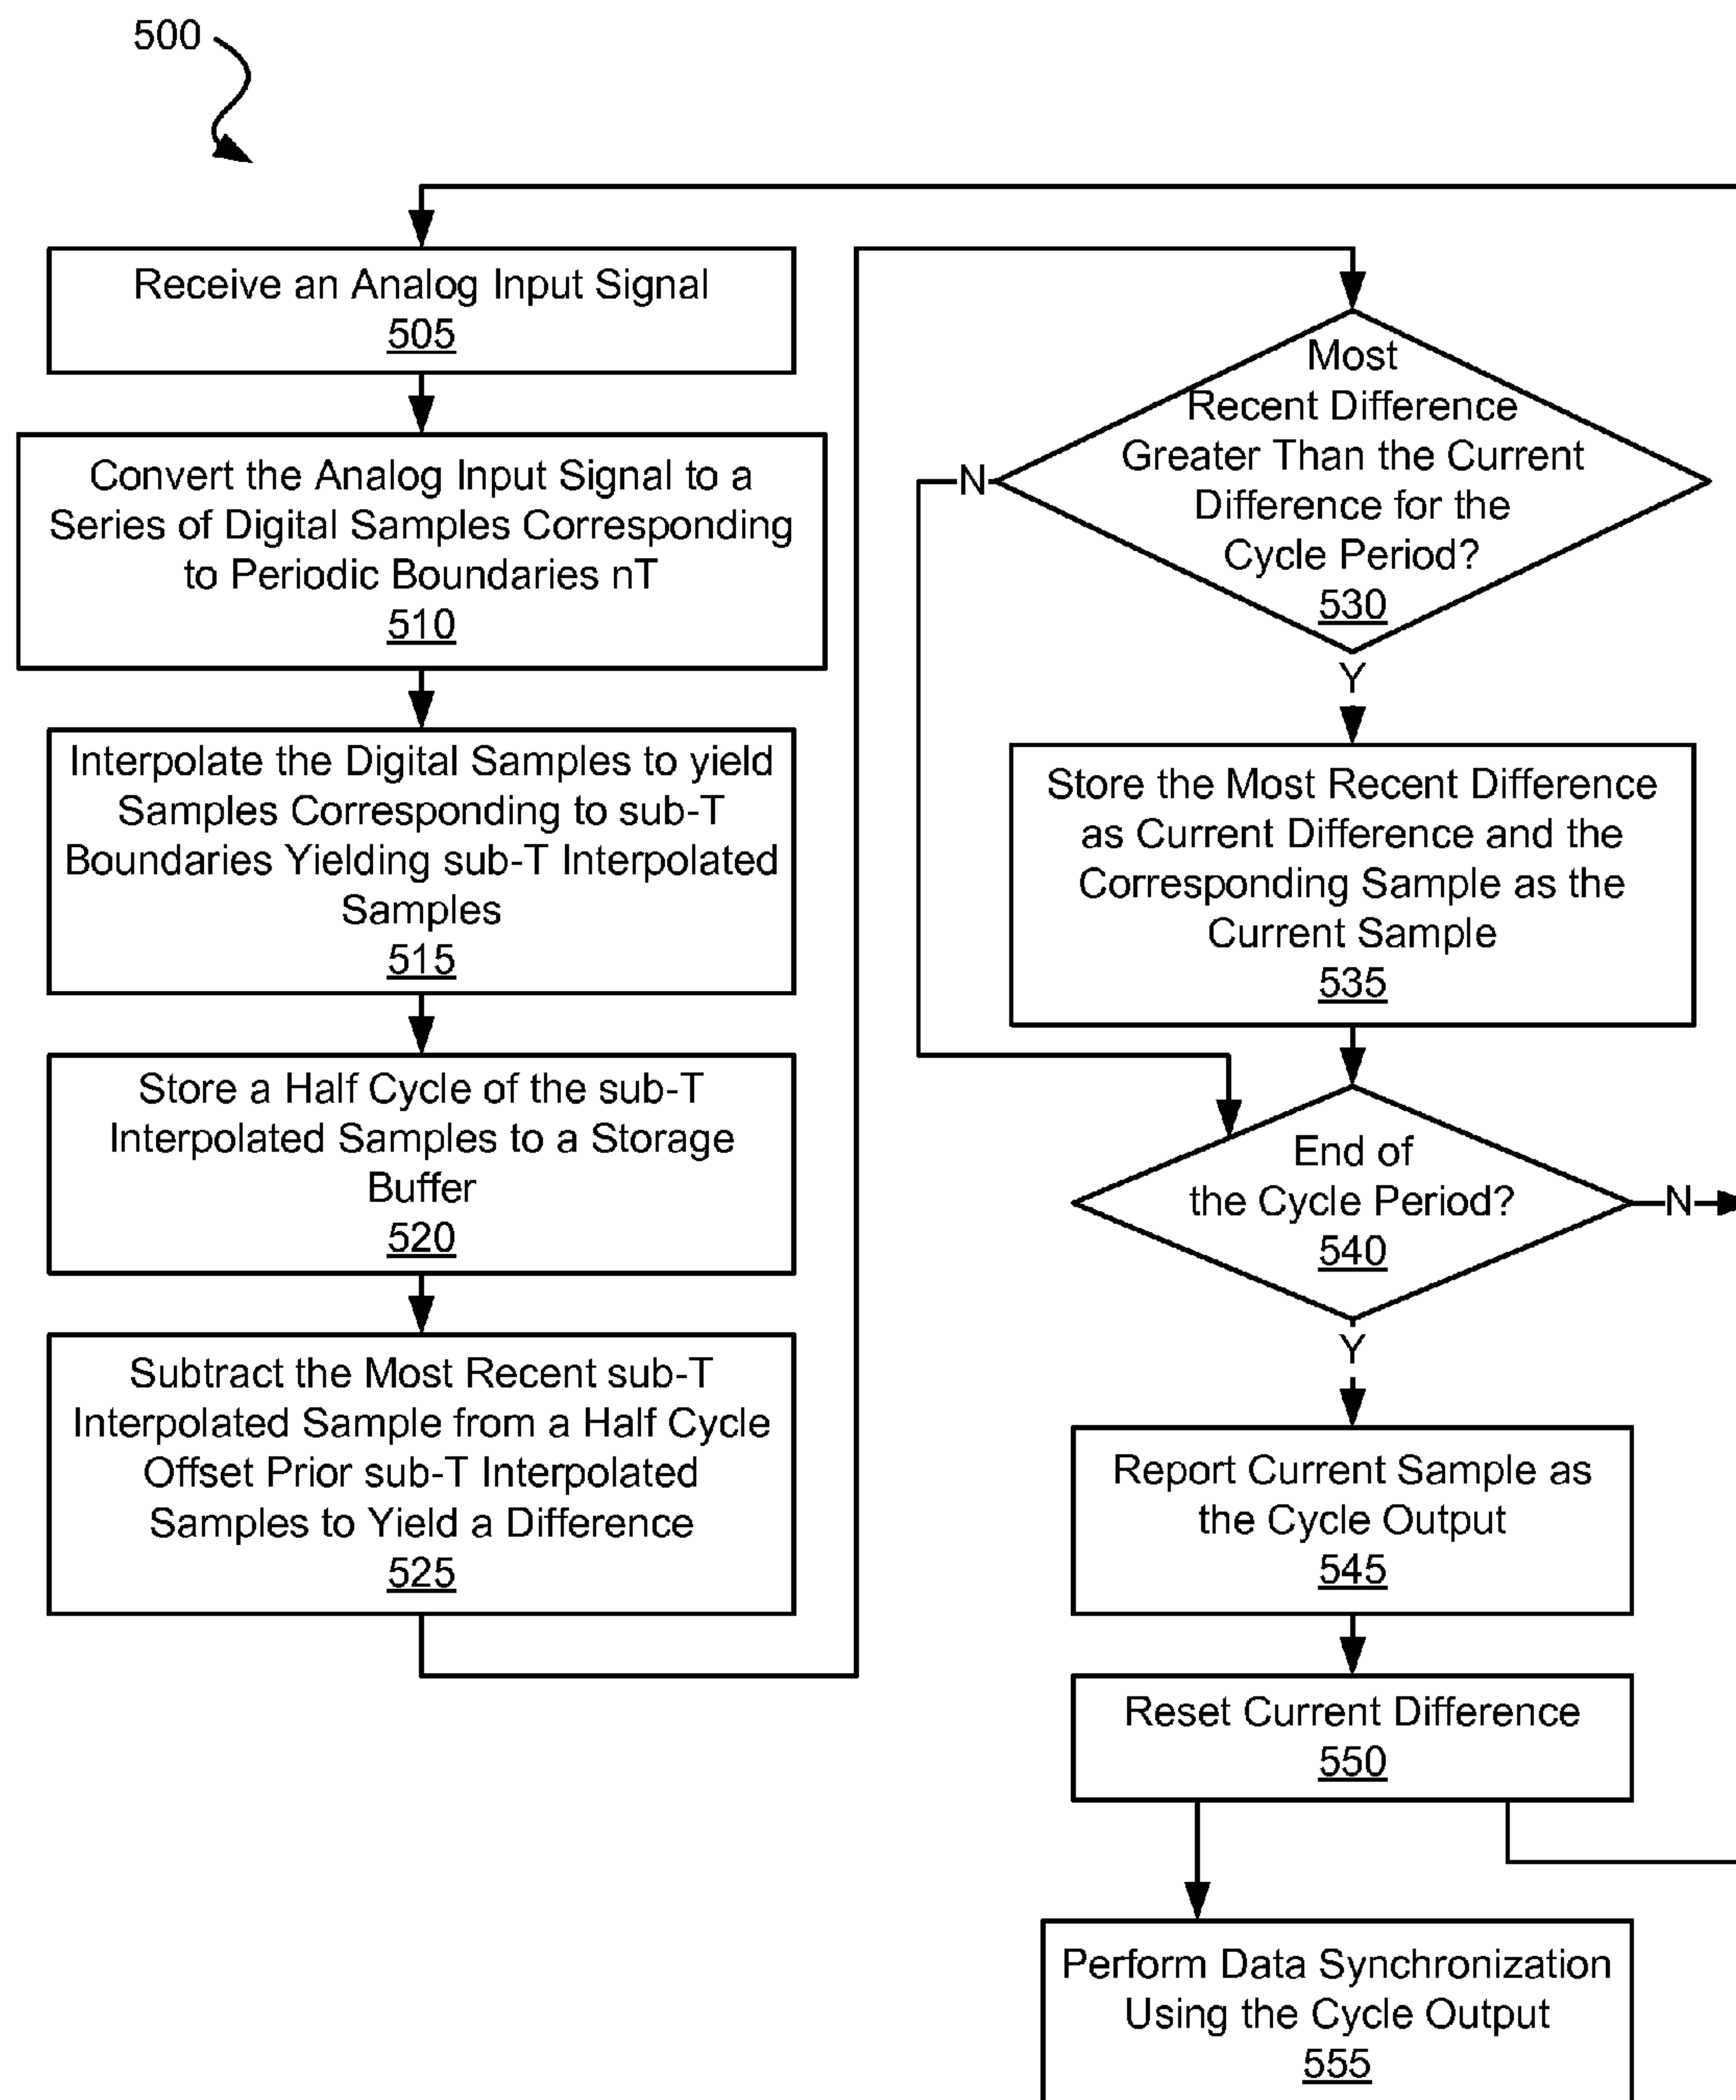 500
Receive an Analog Input Signal
505
Convert the Analog Input Signal to a
Series of Digital Samples Corresponding
to Periodic Boundaries nT
510
Interpolate the Digital Samples to yield
Samples Corresponding to sub-T
Boundaries Yielding sub-T Interpolated
Samples
515
Store a Half Cycle of the sub-T
Interpolated Samples to a Storage
Buffer
520
Subtract the Most Recent sub-T
Interpolated Sample from a Half Cycle
Offset Prior sub-T Interpolated
Samples to Yield a Difference
525
Most
Recent Difference
Greater Than the Current
Difference for the
Cycle Period?
530
N
Y
Store the Most Recent Difference
as Current Difference and the
Corresponding Sample as the
Current Sample
535
End of
the Cycle Period?
540
N
Y
Report Current Sample as
the Cycle Output
545
Reset Current Difference
550
Perform Data Synchronization
Using the Cycle Output
555